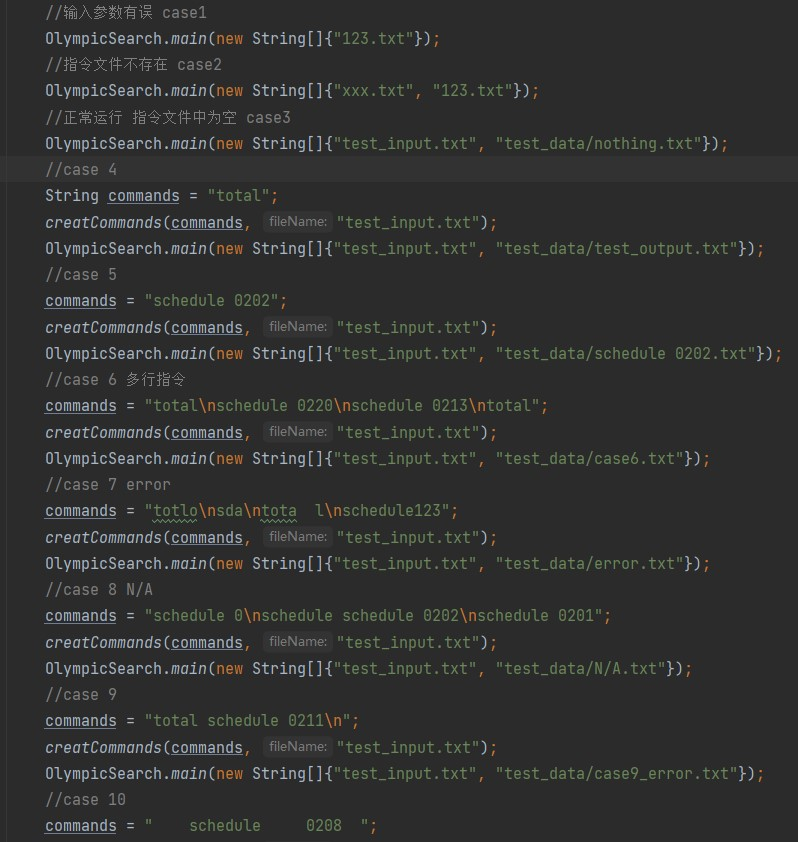 //输入参数有误 case1
OlympicSearch.main(new String[]{"123.txt"});
//指令文件不存在 case2
OlympicSearch.main(new String[]{"xxx.txt", "123.txt"});
//正常运行 指令文件中为空 case3
OlympicSearch.main(new String[]{"test_input.txt", "test_data/nothing.txt"});
//case 4
String commands = "total";
creatCommands(commands, fileName: "test_input.txt");
OlympicSearch.main(new String[]{"test_input.txt", "test_data/test_output.txt"});
//case 5
commands = "schedule 0202";
creatCommands(commands, fileName: "test_input.txt");
OlympicSearch.main(new String[]{"test_input.txt", "test_data/schedule 0202.txt"});
//case 6 多行指令
commands = "total\nschedule 0220\nschedule 0213\ntotal";
creatCommands(commands, fileName: "test_input.txt");
OlympicSearch.main(new String[]{"test_input.txt", "test_data/case6.txt"});
//case 7 error
commands = "totlo\nsda\ntota  l\nschedule123";
creatCommands(commands, fileName: "test_input.txt");
OlympicSearch.main(new String[]{"test_input.txt", "test_data/error.txt"});
//case 8 N/A
commands = "schedule 0\nschedule schedule 0202\nschedule 0201";
creatCommands(commands, fileName: "test_input.txt");
OlympicSearch.main(new String[]{"test_input.txt", "test_data/N/A.txt"});
//case 9
commands = "total schedule 0211\n";
creatCommands(commands, fileName: "test_input.txt");
OlympicSearch.main(new String[]{"test_input.txt", "test_data/case9_error.txt"});
//case 10
commands = "    schedule     0208  ";